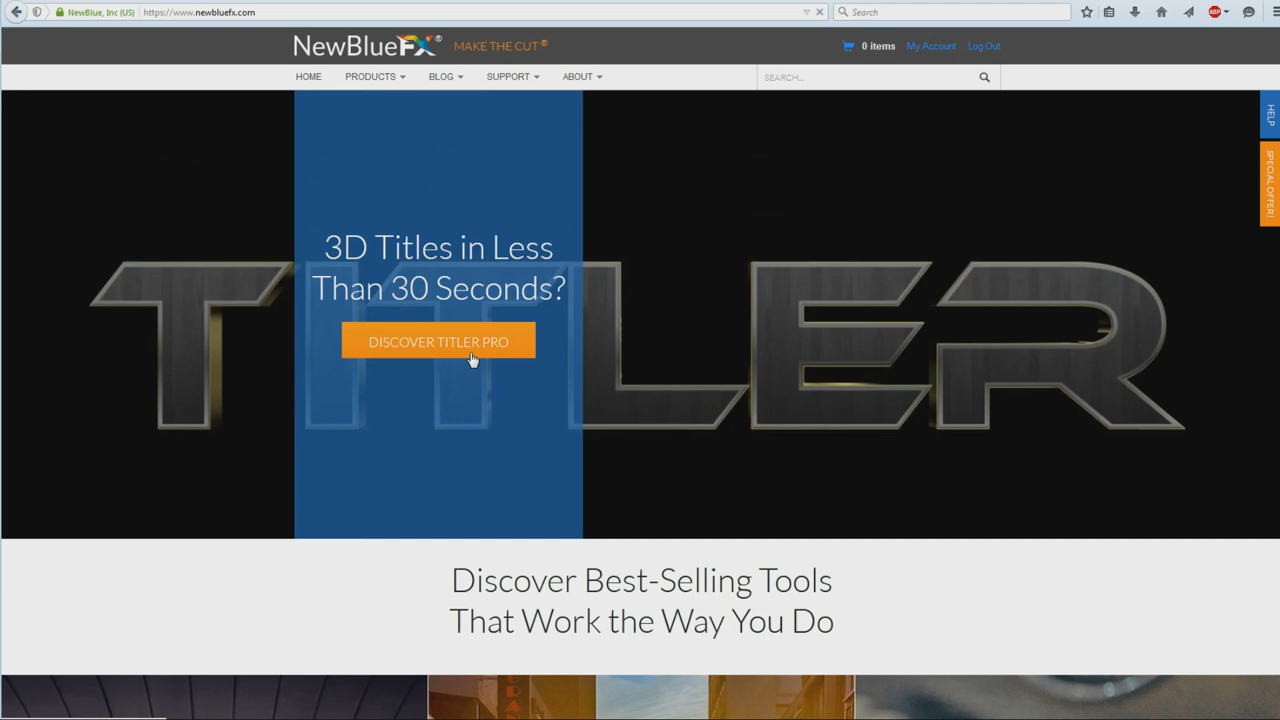 NewBlue, Inc (US)
https://www.newbluefx.com
Search
ABP
NewBlueFX®
MAKE THE CUT®
0 items
My Account
Log Out
HOME
PRODUCTS
BLOG
SUPPORT
ABOUT
SEARCH...
HELP
SPECIAL OFFER!
TITLER
3D Titles in Less
Than 30 Seconds?
DISCOVER TITLER PRO
Discover Best-Selling Tools
That Work the Way You Do